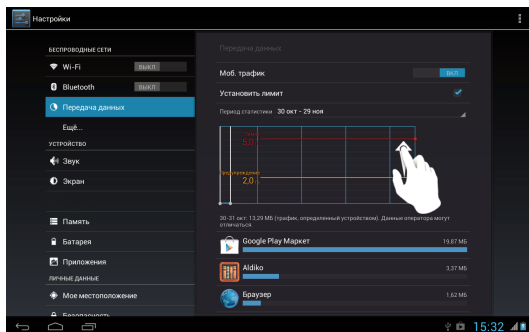 Настройки
БЕСПРОВОДНЫЕ СЕТИ
Wi-Fi ВЫКЛ
Bluetooth ВЫКЛ
Передача данных
Ещё...
УСТРОЙСТВО
Звук
Экран
Память
Батарея
Приложения
ЛИЧНЫЕ ДАННЫЕ
Мое местоположение
Безопасность
Передача данных
Моб. трафик ВКЛ
Установить лимит
Период статистики 30 окт - 29 ноя
5,0
предупреждение
2,0
30-31 окт: 13,29 МБ (трафик, определенный устройством). Данные оператора могут
отличаться.
Google Play Маркет 19,87 МБ
Aldiko 3,37 МБ
Браузер 1,62 МБ
15:32